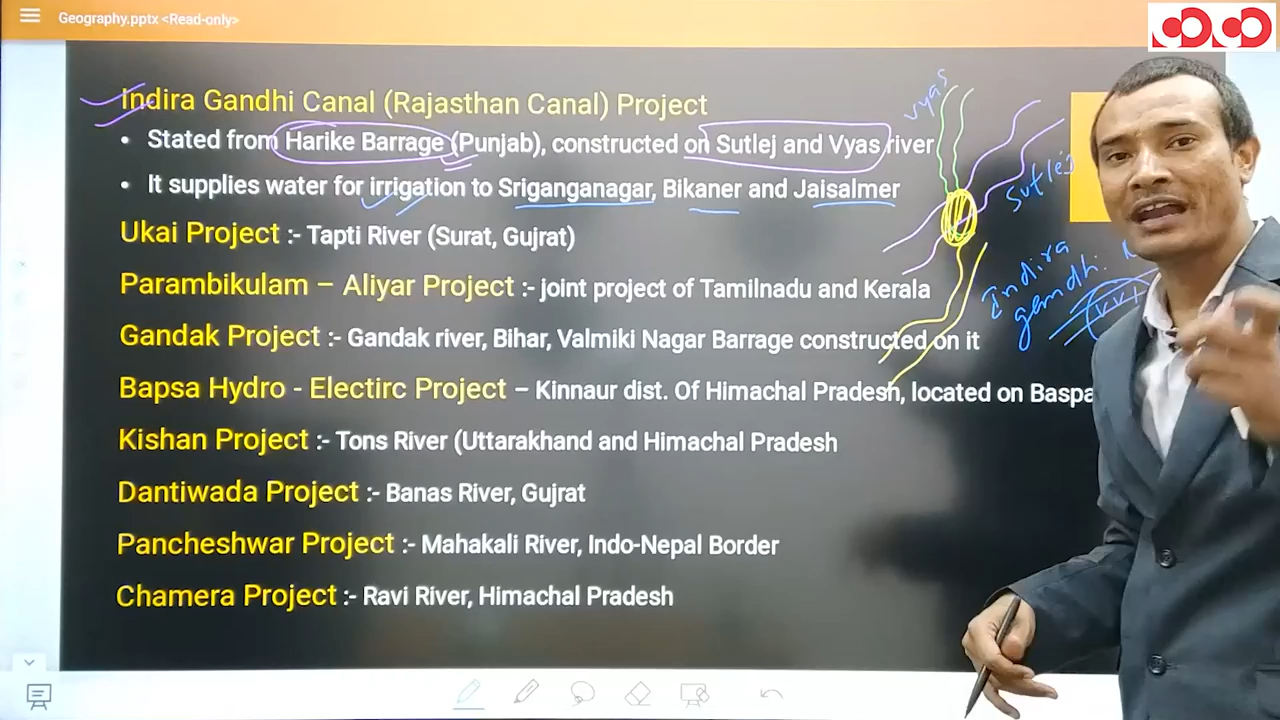 Geography.pptx <Read-only>
Indira Gandhi Canal (Rajasthan Canal) Project
• Stated from Harike Barrage (Punjab), constructed on Sutlej and Vyas river
• It supplies water for irrigation to Sriganganagar, Bikaner and Jaisalmer
Ukai Project :- Tapti River (Surat, Gujrat)
Parambikulam – Aliyar Project :- joint project of Tamilnadu and Kerala
Gandak Project :- Gandak river, Bihar, Valmiki Nagar Barrage constructed on it
Bapsa Hydro - Electirc Project – Kinnaur dist. Of Himachal Pradesh, located on Baspa
Kishan Project :- Tons River (Uttarakhand and Himachal Pradesh
Dantiwada Project :- Banas River, Gujrat
Pancheshwar Project :- Mahakali River, Indo-Nepal Border
Chamera Project :- Ravi River, Himachal Pradesh
vyas
Sutlej
Indira
gandhi